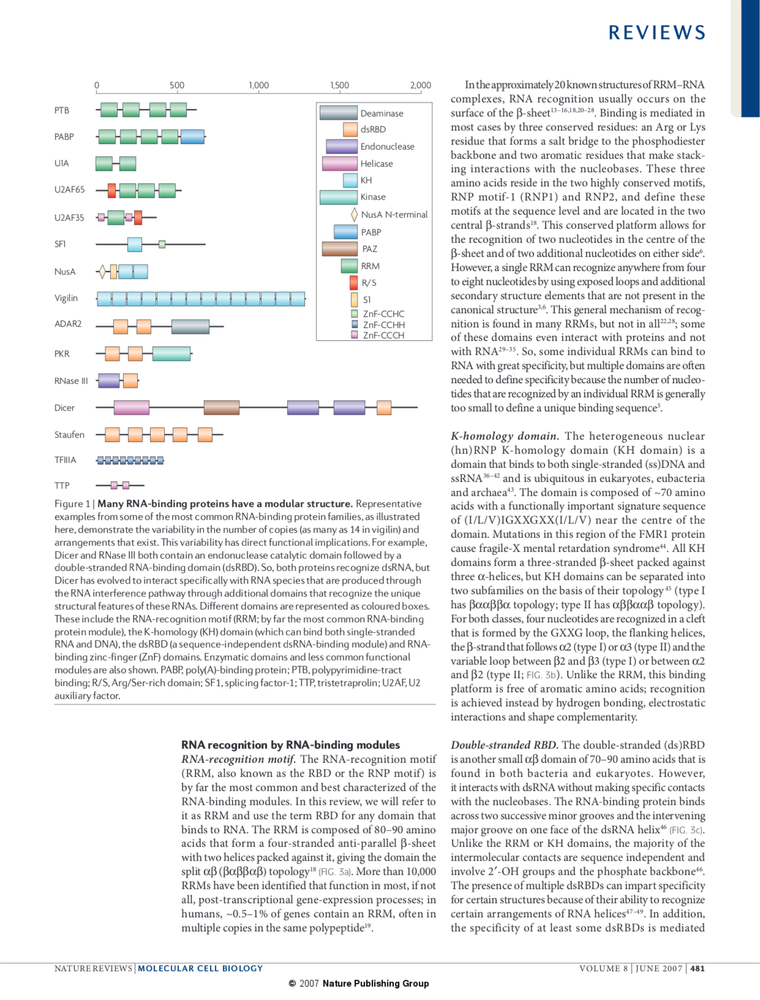 REVIEWS
0 500 1,000 1,500 2,000
PTB
PABP
U1A
U2AF65
U2AF35
SF1
NusA
Vigilin
ADAR2
PKR
RNase III
Dicer
Staufen
TFIIIA
TTP
Deaminase
dsRBD
Endonuclease
Helicase
KH
Kinase
NusA N-terminal
PABP
PAZ
RRM
R/S
S1
ZnF-CCHC
ZnF-CCHH
ZnF-CCCH
Figure 1 | Many RNA-binding proteins have a modular structure. Representative
examples from some of the most common RNA-binding protein families, as illustrated
here, demonstrate the variability in the number of copies (as many as 14 in vigilin) and
arrangements that exist. This variability has direct functional implications. For example,
Dicer and RNase III both contain an endonuclease catalytic domain followed by a
double-stranded RNA-binding domain (dsRBD). So, both proteins recognize dsRNA, but
Dicer has evolved to interact specifically with RNA species that are produced through
the RNA interference pathway through additional domains that recognize the unique
structural features of these RNAs. Different domains are represented as coloured boxes.
These include the RNA-recognition motif (RRM; by far the most common RNA-binding
protein module), the K-homology (KH) domain (which can bind both single-stranded
RNA and DNA), the dsRBD (a sequence-independent dsRNA-binding module) and RNA-
binding zinc-finger (ZnF) domains. Enzymatic domains and less common functional
modules are also shown. PABP, poly(A)-binding protein; PTB, polypyrimidine-tract
binding; R/S, Arg/Ser-rich domain; SF1, splicing factor-1; TTP, tristetraprolin; U2AF, U2
auxiliary factor.
RNA recognition by RNA-binding modules
RNA-recognition motif. The RNA-recognition motif
(RRM, also known as the RBD or the RNP motif) is
by far the most common and best characterized of the
RNA-binding modules. In this review, we will refer to
it as RRM and use the term RBD for any domain that
binds to RNA. The RRM is composed of 80–90 amino
acids that form a four-stranded anti-parallel β-sheet
with two helices packed against it, giving the domain the
split αβ (βαββαβ) topology18 (FIG. 3a). More than 10,000
RRMs have been identified that function in most, if not
all, post-transcriptional gene-expression processes; in
humans, ~0.5–1% of genes contain an RRM, often in
multiple copies in the same polypeptide19.
In the approximately 20 known structures of RRM–RNA
complexes, RNA recognition usually occurs on the
surface of the β-sheet13–16,18,20–28. Binding is mediated in
most cases by three conserved residues: an Arg or Lys
residue that forms a salt bridge to the phosphodiester
backbone and two aromatic residues that make stack-
ing interactions with the nucleobases. These three
amino acids reside in the two highly conserved motifs,
RNP motif-1 (RNP1) and RNP2, and define these
motifs at the sequence level and are located in the two
central β-strands18. This conserved platform allows for
the recognition of two nucleotides in the centre of the
β-sheet and of two additional nucleotides on either side6.
However, a single RRM can recognize anywhere from four
to eight nucleotides by using exposed loops and additional
secondary structure elements that are not present in the
canonical structure3,6. This general mechanism of recog-
nition is found in many RRMs, but not in all22,28; some
of these domains even interact with proteins and not
with RNA29–35. So, some individual RRMs can bind to
RNA with great specificity, but multiple domains are often
needed to define specificity because the number of nucleo-
tides that are recognized by an individual RRM is generally
too small to define a unique binding sequence3.
K-homology domain. The heterogeneous nuclear
(hn)RNP K-homology domain (KH domain) is a
domain that binds to both single-stranded (ss)DNA and
ssRNA36–42 and is ubiquitous in eukaryotes, eubacteria
and archaea43. The domain is composed of ~70 amino
acids with a functionally important signature sequence
of (I/L/V)IGXXGXX(I/L/V) near the centre of the
domain. Mutations in this region of the FMR1 protein
cause fragile-X mental retardation syndrome44. All KH
domains form a three-stranded β-sheet packed against
three α-helices, but KH domains can be separated into
two subfamilies on the basis of their topology45 (type I
has βααββα topology; type II has αββααβ topology).
For both classes, four nucleotides are recognized in a cleft
that is formed by the GXXG loop, the flanking helices,
the β-strand that follows α2 (type I) or α3 (type II) and the
variable loop between β2 and β3 (type I) or between α2
and β2 (type II; FIG. 3b). Unlike the RRM, this binding
platform is free of aromatic amino acids; recognition
is achieved instead by hydrogen bonding, electrostatic
interactions and shape complementarity.
Double-stranded RBD. The double-stranded (ds)RBD
is another small αβ domain of 70–90 amino acids that is
found in both bacteria and eukaryotes. However,
it interacts with dsRNA without making specific contacts
with the nucleobases. The RNA-binding protein binds
across two successive minor grooves and the intervening
major groove on one face of the dsRNA helix46 (FIG. 3c).
Unlike the RRM or KH domains, the majority of the
intermolecular contacts are sequence independent and
involve 2′-OH groups and the phosphate backbone46.
The presence of multiple dsRBDs can impart specificity
for certain structures because of their ability to recognize
certain arrangements of RNA helices47–49. In addition,
the specificity of at least some dsRBDs is mediated
NATURE REVIEWS | MOLECULAR CELL BIOLOGY
VOLUME 8 | JUNE 2007 | 481
© 2007 Nature Publishing Group